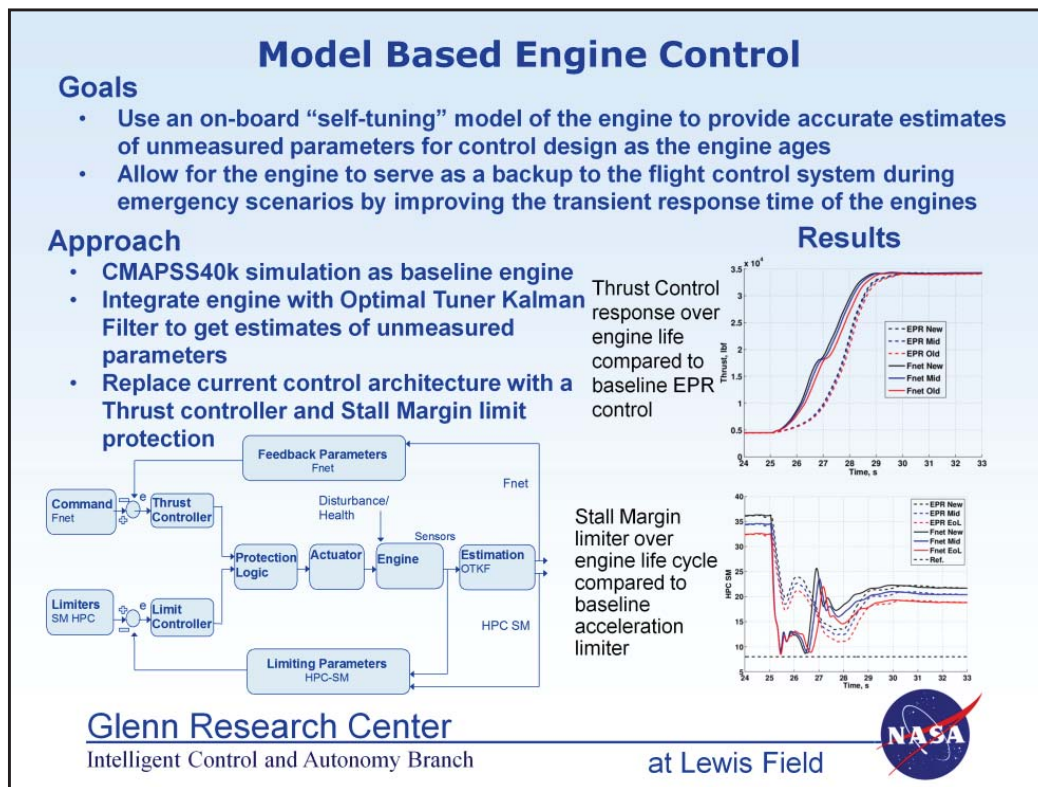 Model Based Engine Control
Goals
• Use an on-board “self-tuning” model of the engine to provide accurate estimates
of unmeasured parameters for control design as the engine ages
• Allow for the engine to serve as a backup to the flight control system during
emergency scenarios by improving the transient response time of the engines
Approach
• CMAPSS40k simulation as baseline engine
• Integrate engine with Optimal Tuner Kalman
Filter to get estimates of unmeasured
parameters
• Replace current control architecture with a
Thrust controller and Stall Margin limit
protection
Results
Thrust Control
response over
engine life
compared to
baseline EPR
control
x 10⁴
3.5
3
2.5
2
1.5
1
0.5
0
Thrust, lbf
24 25 26 27 28 29 30 31 32 33
Time, s
EPR New
EPR Mid
EPR Old
Fnet New
Fnet Mid
Fnet Old
Feedback Parameters
Fnet
Fnet
Command
Fnet
−
+
e
Thrust
Controller
Disturbance/
Health
Sensors
Protection
Logic
Actuator
Engine
Estimation
OTKF
Limiters
SM HPC
+
−
e
Limit
Controller
HPC SM
Limiting Parameters
HPC-SM
Stall Margin
limiter over
engine life cycle
compared to
baseline
acceleration
limiter
40
35
30
25
20
15
10
5
HPC SM
24 25 26 27 28 29 30 31 32 33
Time, s
EPR New
EPR Mid
EPR EoL
Fnet New
Fnet Mid
Fnet EoL
Ref.
Glenn Research Center
Intelligent Control and Autonomy Branch
at Lewis Field
NASA